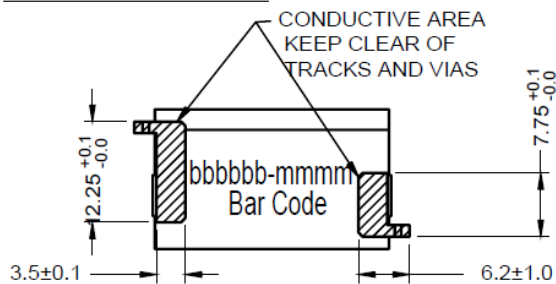 CONDUCTIVE AREA
KEEP CLEAR OF
TRACKS AND VIAS
12.25 +0.1 -0.0
bbbbbb-mmmm
Bar Code
7.75 +0.1 -0.0
3.5±0.1
6.2±1.0